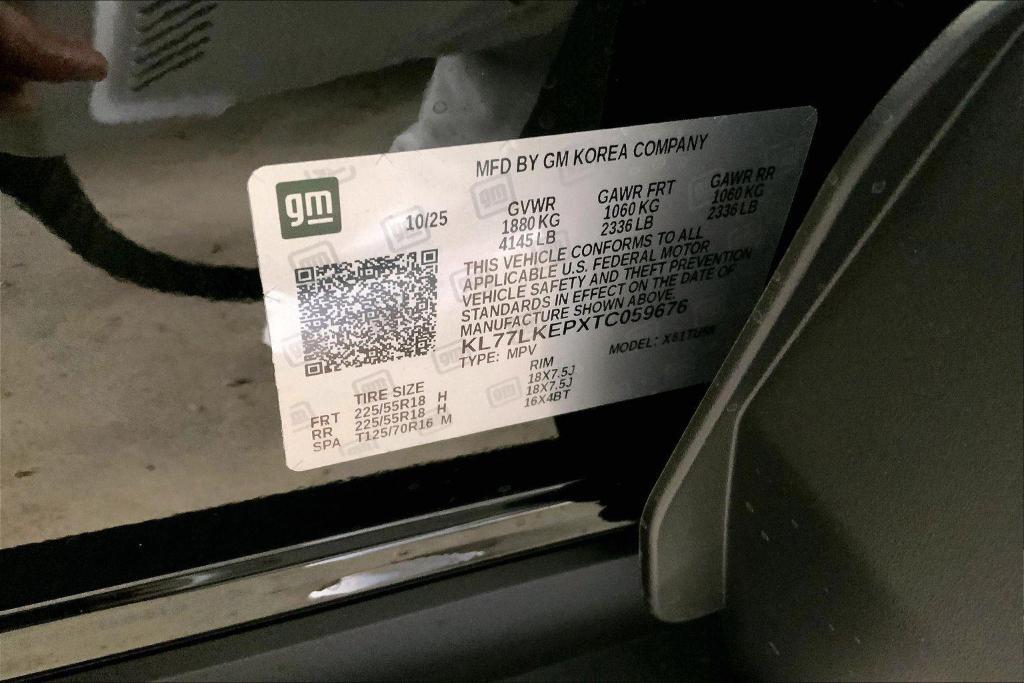 MFD BY GM KOREA COMPANY
gm
10/25
GVWR
1880 KG
4145 LB
GAWR FRT
1060 KG
2336 LB
GAWR RR
1060 KG
2336 LB
THIS VEHICLE CONFORMS TO ALL
APPLICABLE U.S. FEDERAL MOTOR
VEHICLE SAFETY AND THEFT PREVENTION
STANDARDS IN EFFECT ON THE DATE OF
MANUFACTURE SHOWN ABOVE.
KL77LKEPXTC059676
TYPE: MPV
MODEL:
TIRE SIZE
RIM
FRT 225/55R18 H 18X7.5J
RR 225/55R18 H 18X7.5J
SPA T125/70R16 M 16X4BT